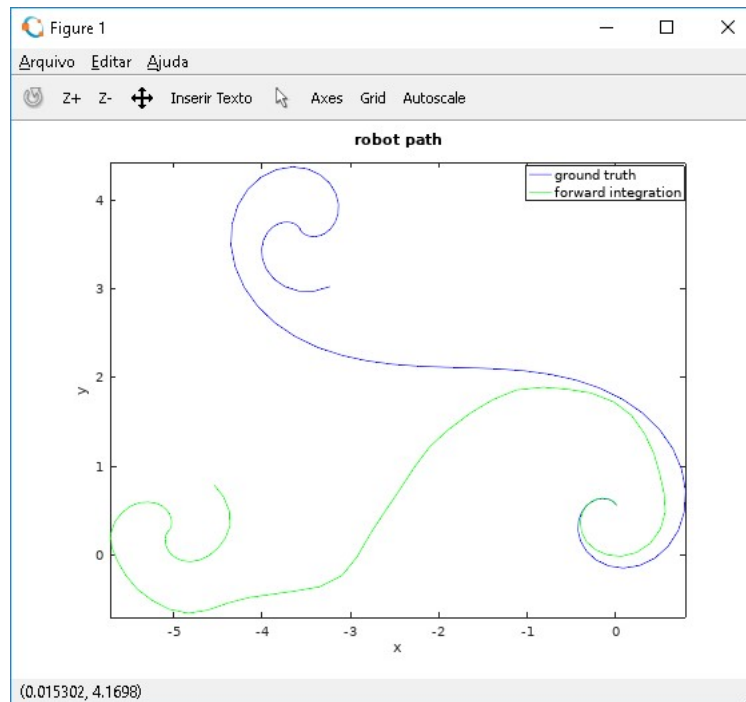 Figure 1
Arquivo Editar Ajuda
Z+ Z- Inserir Texto Axes Grid Autoscale
robot path
ground truth
forward integration
4
3
2
1
0
y
-5 -4 -3 -2 -1 0
x
(0.015302, 4.1698)